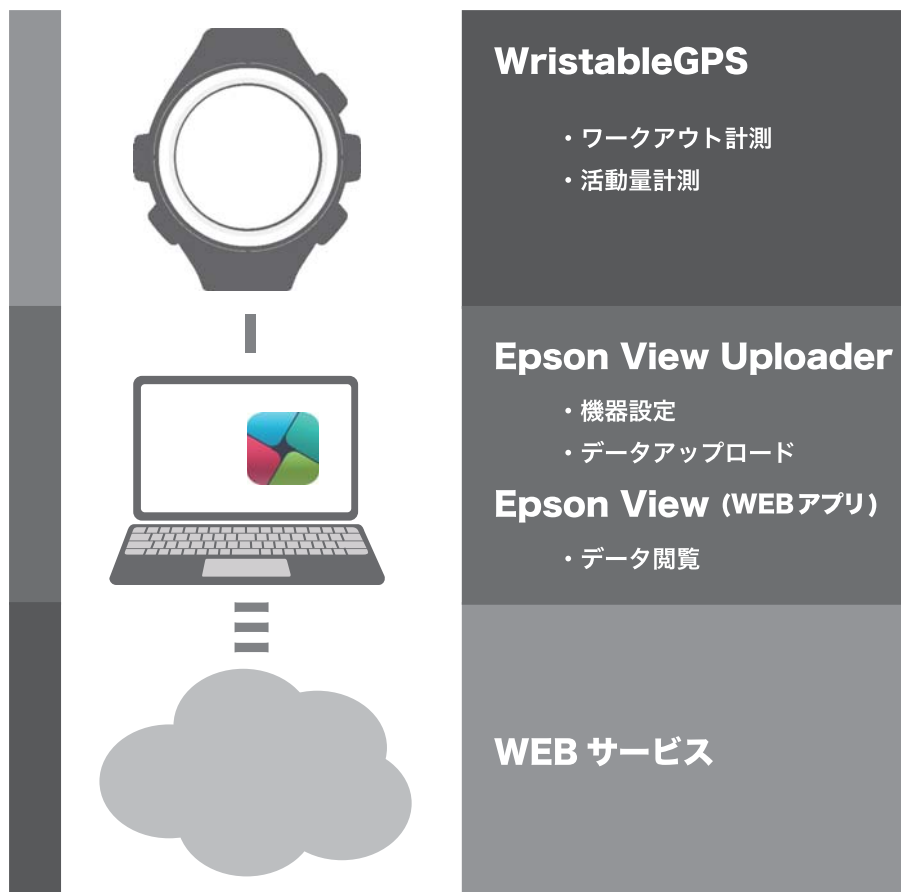 WristableGPS
・ワークアウト計測
・活動量計測
Epson View Uploader
・機器設定
・データアップロード
Epson View (WEBアプリ)
・データ閲覧
WEB サービス